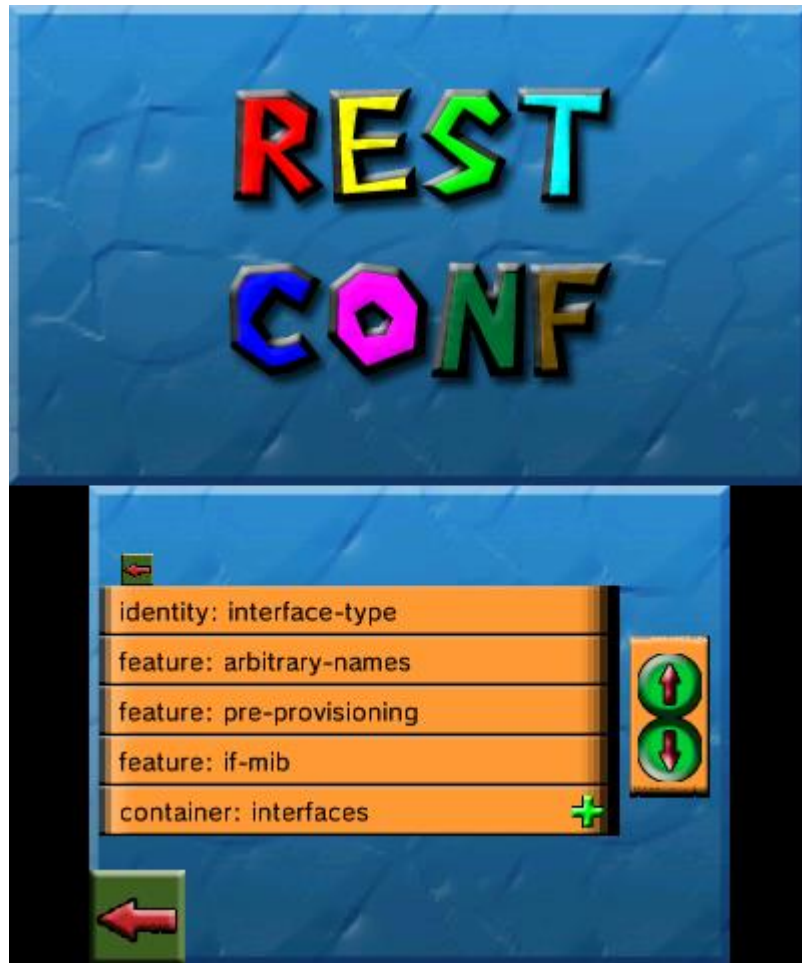 REST
CONF
identity: interface-type
feature: arbitrary-names
feature: pre-provisioning
feature: if-mib
container: interfaces